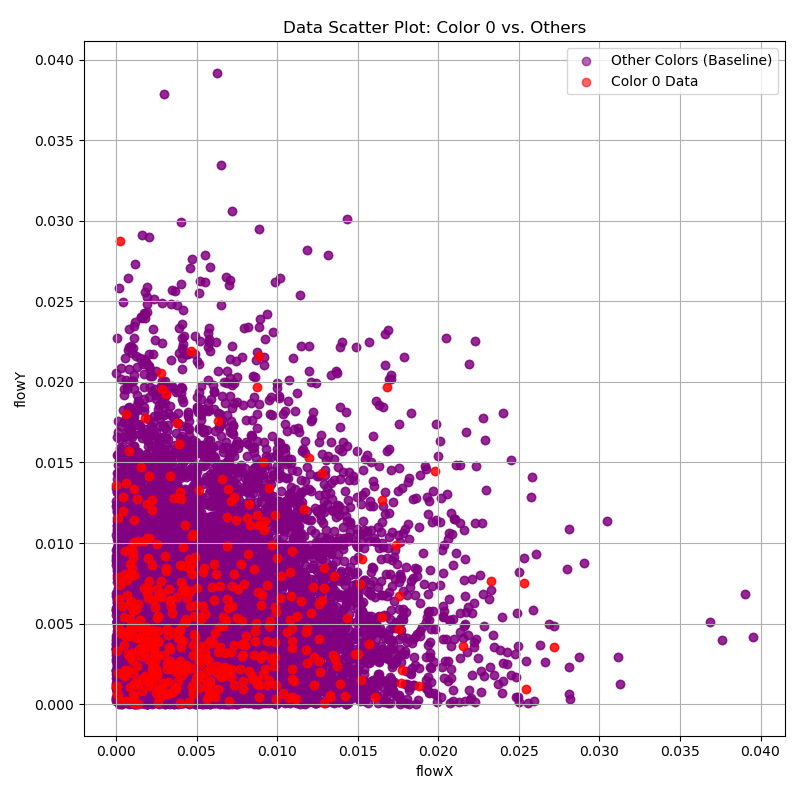 Data Scatter Plot: Color 0 vs. Others
Other Colors (Baseline)
Color 0 Data
0.040
0.035
0.030
0.025
0.020
0.015
0.010
0.005
0.000
flowY
0.000 0.005 0.010 0.015 0.020 0.025 0.030 0.035 0.040
flowX